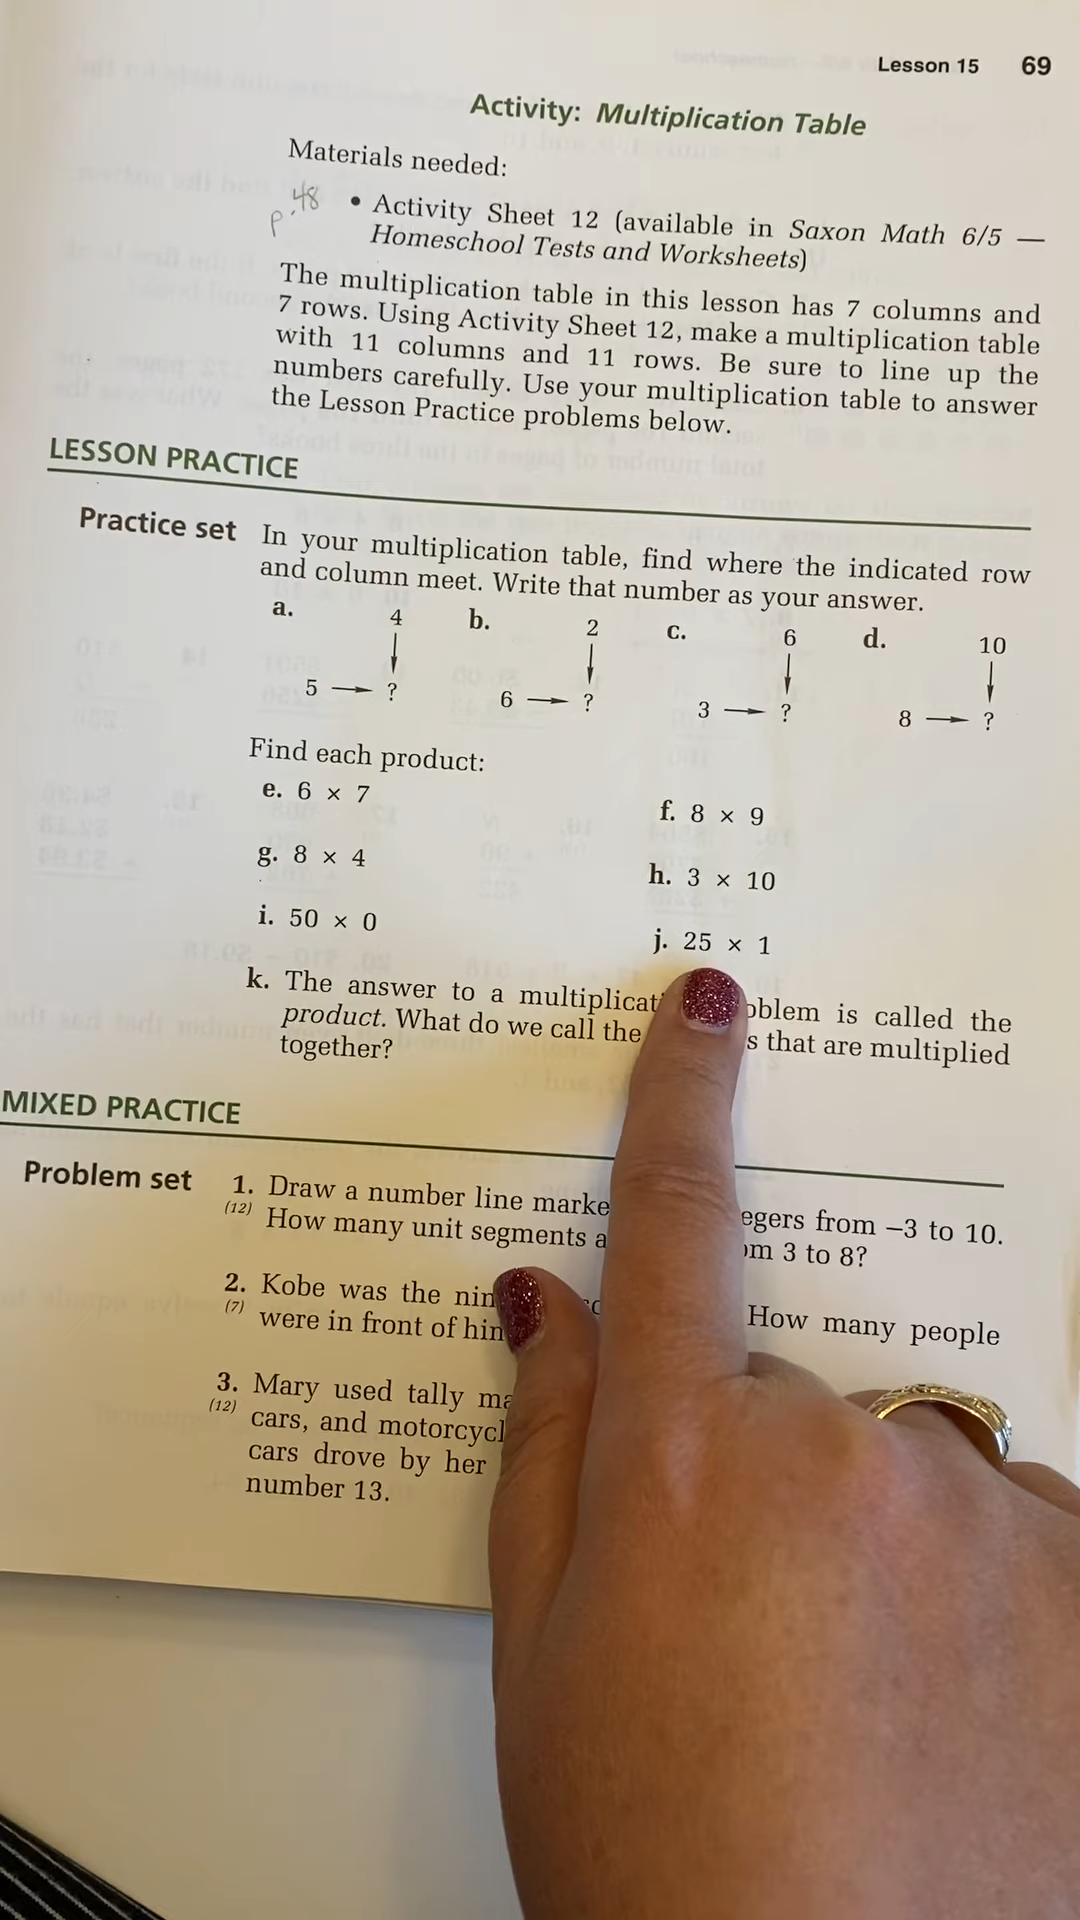 Lesson 15 69
Activity: Multiplication Table
Materials needed:
p.48
• Activity Sheet 12 (available in Saxon Math 6/5 —
Homeschool Tests and Worksheets)
The multiplication table in this lesson has 7 columns and
7 rows. Using Activity Sheet 12, make a multiplication table
with 11 columns and 11 rows. Be sure to line up the
numbers carefully. Use your multiplication table to answer
the Lesson Practice problems below.
LESSON PRACTICE
Practice set In your multiplication table, find where the indicated row
and column meet. Write that number as your answer.
a. 4 b. 2 c. 6 d. 10
5 → ? 6 → ? 3 → ? 8 → ?
Find each product:
e. 6 × 7 f. 8 × 9
g. 8 × 4 h. 3 × 10
i. 50 × 0 j. 25 × 1
k. The answer to a is called the
product. What do we call the that are multiplied
together?
MIXED PRACTICE
Problem set 1. Draw a number line from –3 to 10.
(12) How many unit segments 3 to 8?
2. Kobe was the How many people
(7) were in front of
3. Mary used tally
(12) cars, and
cars drove by her
number 13.